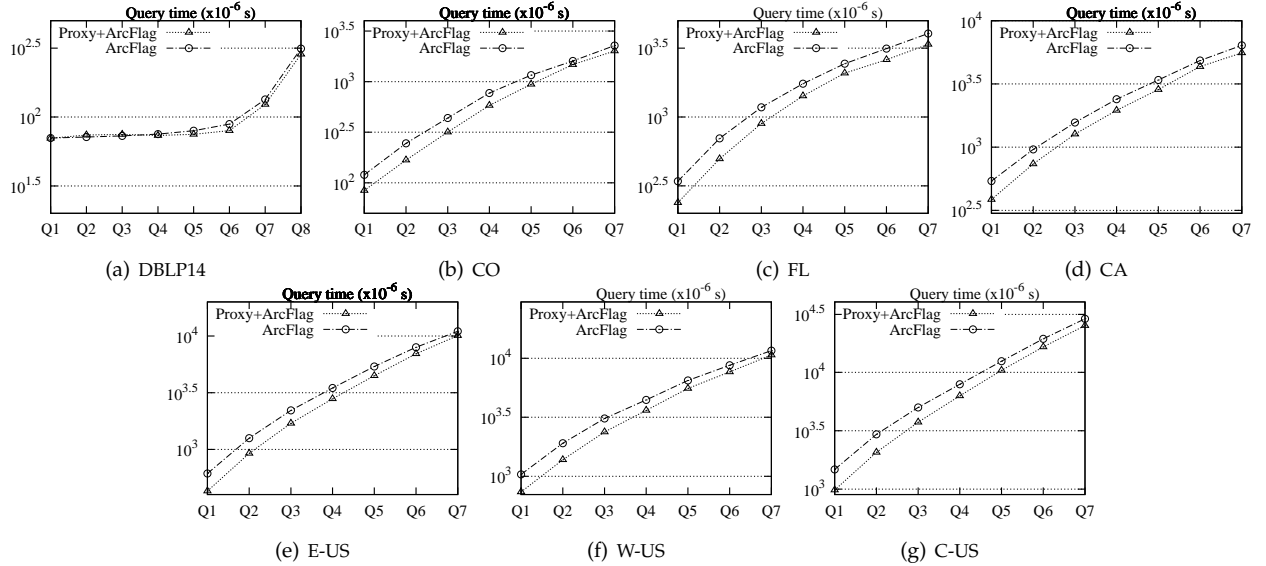 Query time (x10⁻⁶ s)
Proxy+ArcFlag
ArcFlag
10^2.5
10^2
10^1.5
Q1 Q2 Q3 Q4 Q5 Q6 Q7 Q8
(a) DBLP14
Query time (x10⁻⁶ s)
Proxy+ArcFlag
ArcFlag
10^3.5
10^3
10^2.5
10^2
Q1 Q2 Q3 Q4 Q5 Q6 Q7
(b) CO
Query time (x10⁻⁶ s)
Proxy+ArcFlag
ArcFlag
10^3.5
10^3
10^2.5
Q1 Q2 Q3 Q4 Q5 Q6 Q7
(c) FL
Query time (x10⁻⁶ s)
Proxy+ArcFlag
ArcFlag
10^4
10^3.5
10^3
10^2.5
Q1 Q2 Q3 Q4 Q5 Q6 Q7
(d) CA
Query time (x10⁻⁶ s)
Proxy+ArcFlag
ArcFlag
10^4
10^3.5
10^3
Q1 Q2 Q3 Q4 Q5 Q6 Q7
(e) E-US
Query time (x10⁻⁶ s)
Proxy+ArcFlag
ArcFlag
10^4
10^3.5
10^3
Q1 Q2 Q3 Q4 Q5 Q6 Q7
(f) W-US
Query time (x10⁻⁶ s)
Proxy+ArcFlag
ArcFlag
10^4.5
10^4
10^3.5
10^3
Q1 Q2 Q3 Q4 Q5 Q6 Q7
(g) C-US